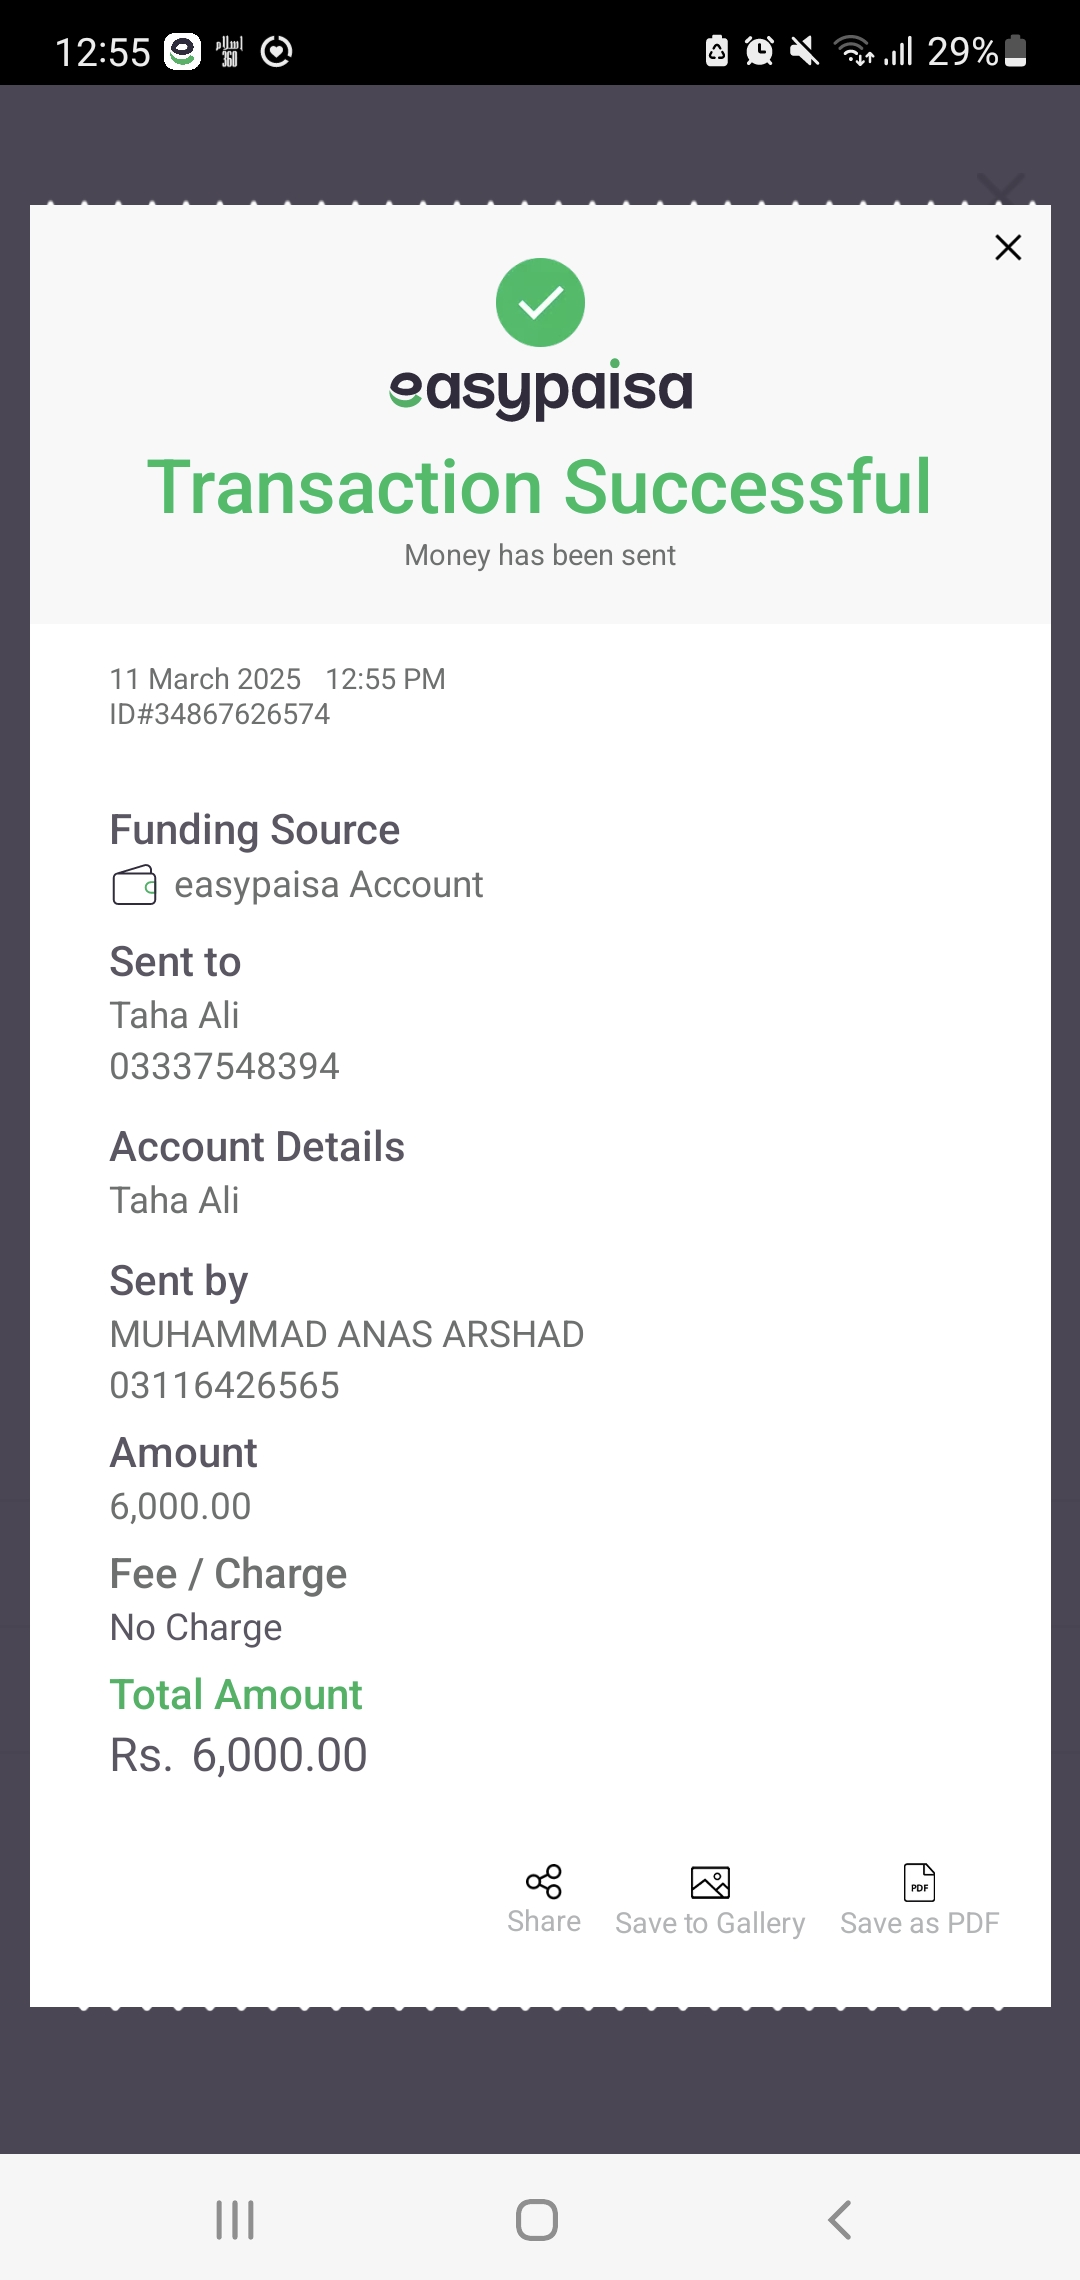 12:55
اسلام
360
29%
easypaisa
Transaction Successful
Money has been sent
11 March 2025 12:55 PM
ID#34867626574
Funding Source
easypaisa Account
Sent to
Taha Ali
03337548394
Account Details
Taha Ali
Sent by
MUHAMMAD ANAS ARSHAD
03116426565
Amount
6,000.00
Fee / Charge
No Charge
Total Amount
Rs. 6,000.00
PDF
Share
Save to Gallery
Save as PDF